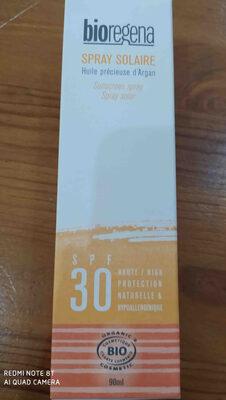 bioregena
SPRAY SOLAIRE
Huile précieuse d'Argan
Sunscreen spray
Spray solar
SPF
30
HAUTE / HIGH
PROTECTION
NATURELLE &
HYPOALLERGÉNIQUE
ORGANIC
COSMETIQUE
BIO
COSMETIC
90ml
REDMI NOTE 8T
AI QUAD CAMERA